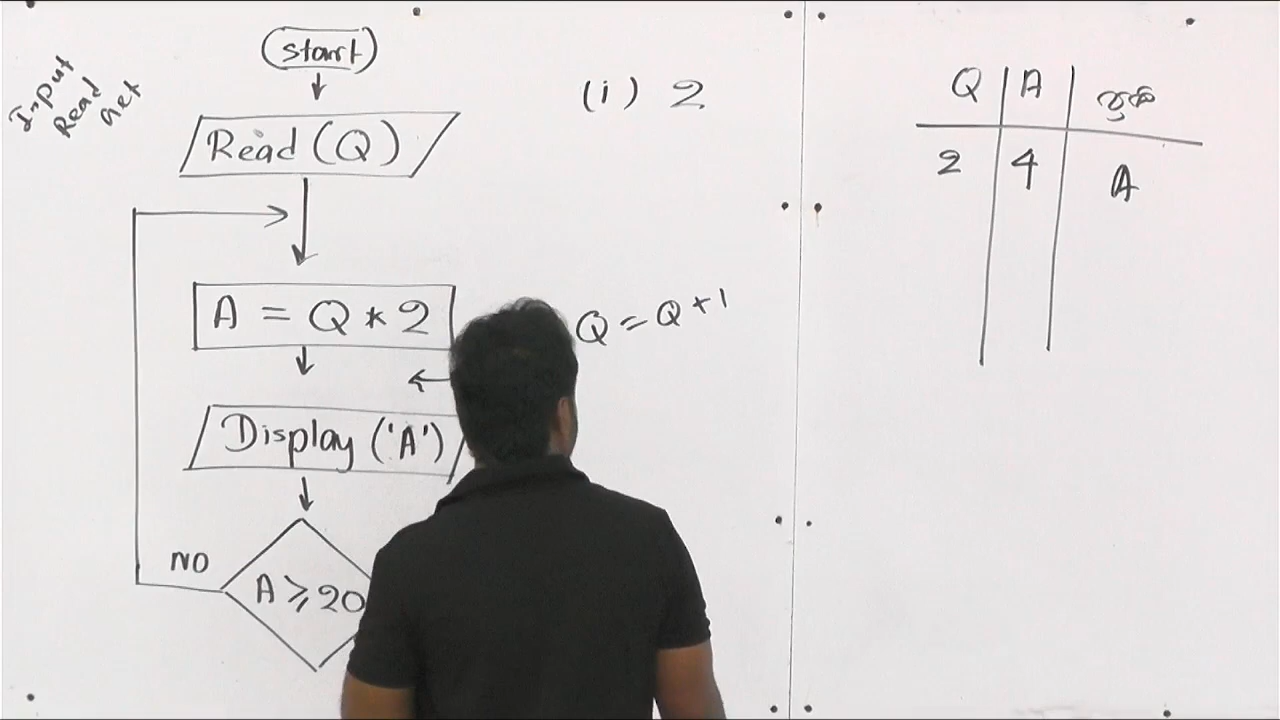 Input
Read
Get
start
Read (Q)
A = Q * 2
Display ('A')
NO
A ≥ 20
(i) 2
Q = Q + 1
Q A
2 4 A